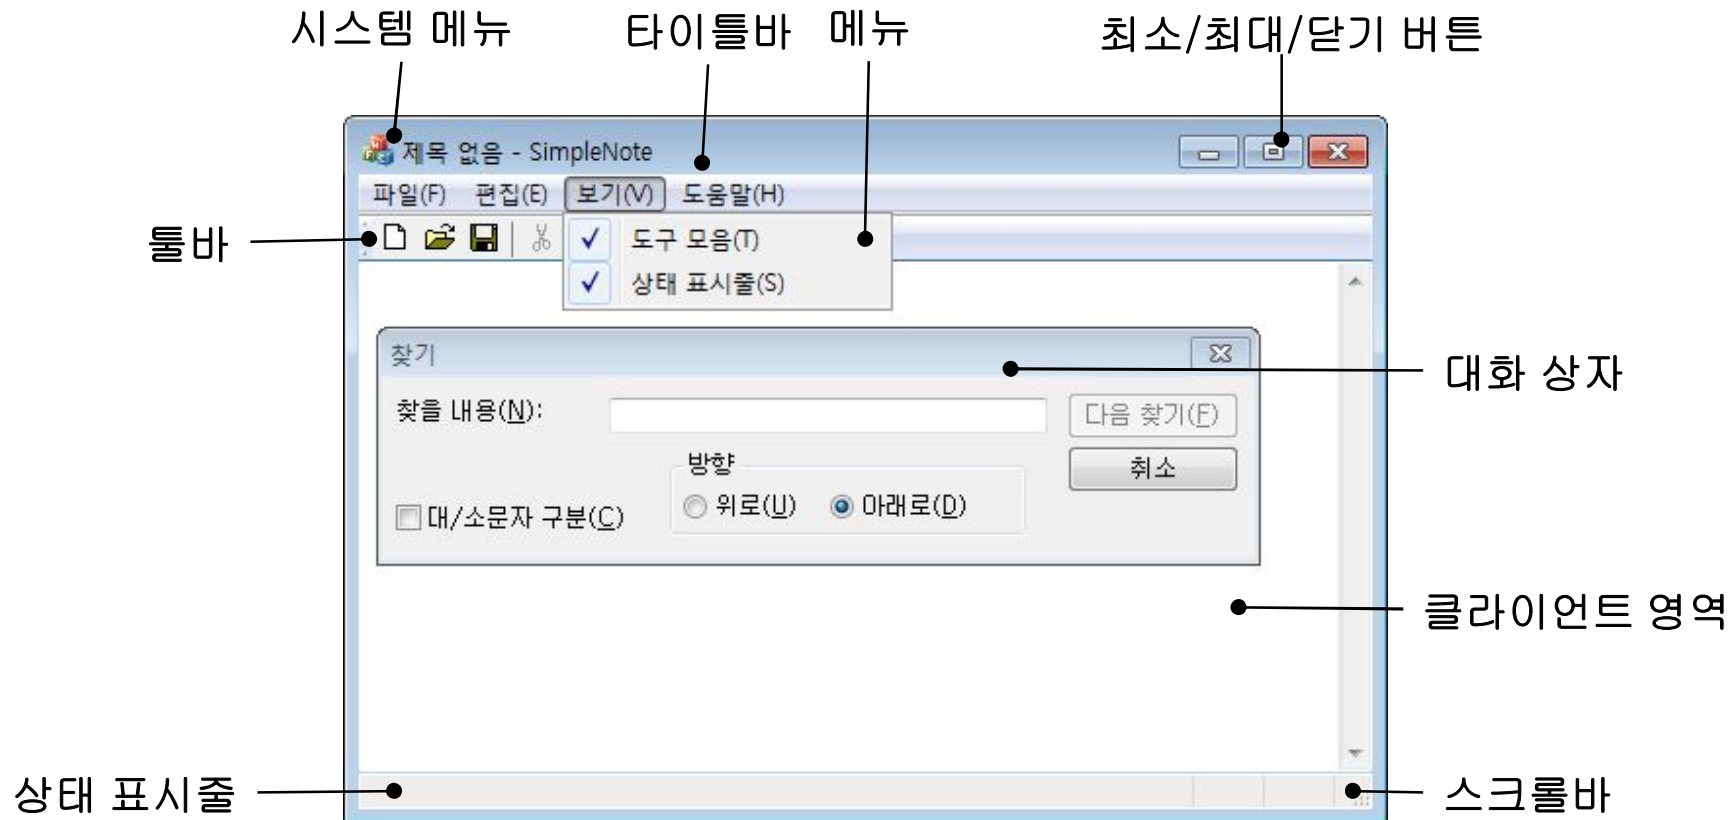 시스템 메뉴 타이틀바 메뉴 최소/최대/닫기 버튼
제목 없음 - SimpleNote
파일(F) 편집(E) 보기(V) 도움말(H)
툴바
도구 모음(T)
상태 표시줄(S)
찾기
대화 상자
찾을 내용(N):
다음 찾기(F)
방향
취소
대/소문자 구분(C)
위로(U) 아래로(D)
클라이언트 영역
상태 표시줄
스크롤바